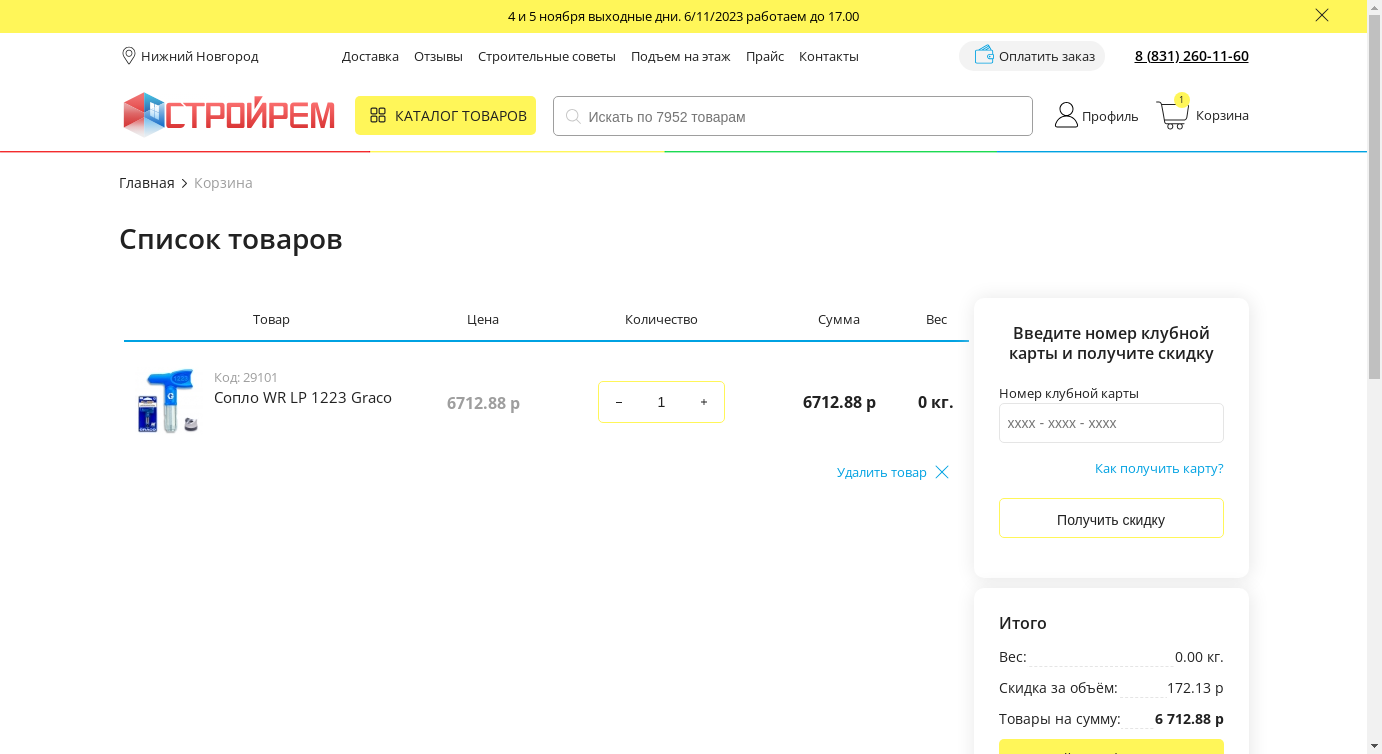 4 и 5 ноября выходные дни. 6/11/2023 работаем до 17.00
Нижний Новгород
Доставка Отзывы Строительные советы Подъем на этаж Прайс Контакты
Оплатить заказ
8 (831) 260-11-60
СТРОЙРЕМ
КАТАЛОГ ТОВАРОВ
Искать по 7952 товарам
Профиль
1
Корзина
Главная Корзина
Список товаров
Товар Цена Количество Сумма Вес
Код: 29101
Сопло WR LP 1223 Graco
6712.88 р
− 1 +
6712.88 р
0 кг.
Удалить товар
Введите номер клубной
карты и получите скидку
Номер клубной карты
xxxx - xxxx - xxxx
Как получить карту?
Получить скидку
Итого
Вес: 0.00 кг.
Скидка за объём: 172.13 р
Товары на сумму: 6 712.88 р